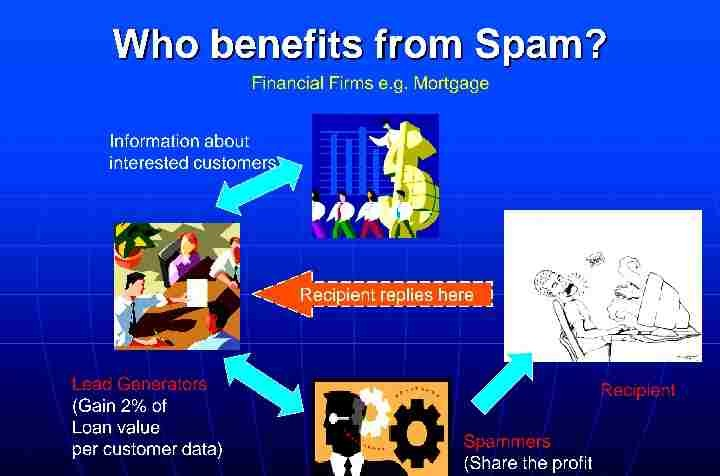 Who benefits from Spam?
Financial Firms e.g. Mortgage
Information about
interested customers
Recipient replies here
Lead Generators
(Gain 2% of
Loan value
per customer data)
Recipient
Spammers
(Share the profit